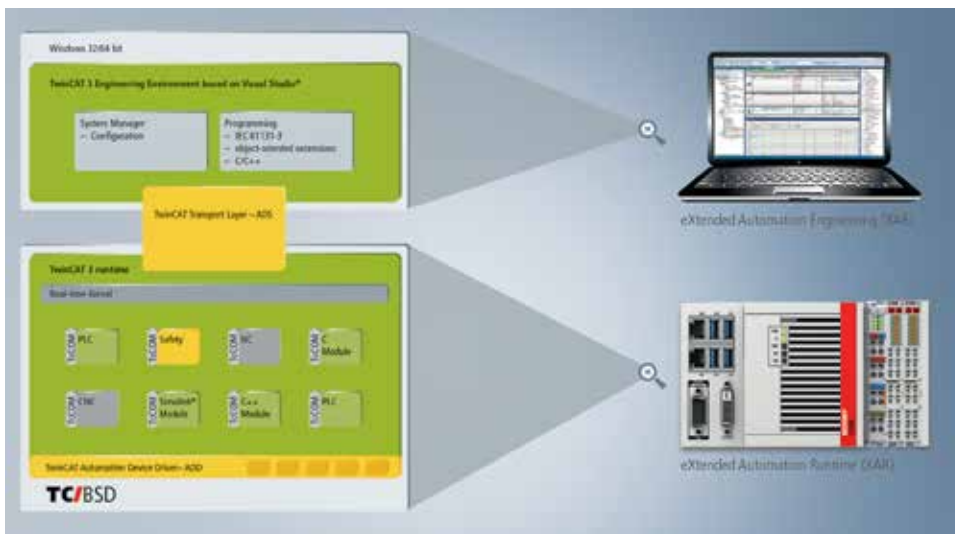 Windows 32/64 bit
TwinCAT 3 Engineering Environment based on Visual Studio®
System Manager
– Configuration
Programming
– IEC 61131-3
– object-oriented extensions
– C/C++
TwinCAT Transport Layer – ADS
eXtended Automation Engineering (XAE)
TwinCAT 3 runtime
Real-time kernel
TcCOM
PLC
TcCOM
Safety
TcCOM
NC
TcCOM
C
Module
TcCOM
CNC
TcCOM
Simulink®
Module
TcCOM
C++
Module
TcCOM
PLC
TwinCAT Automation Device Driver – ADD
TC/BSD
eXtended Automation Runtime (XAR)